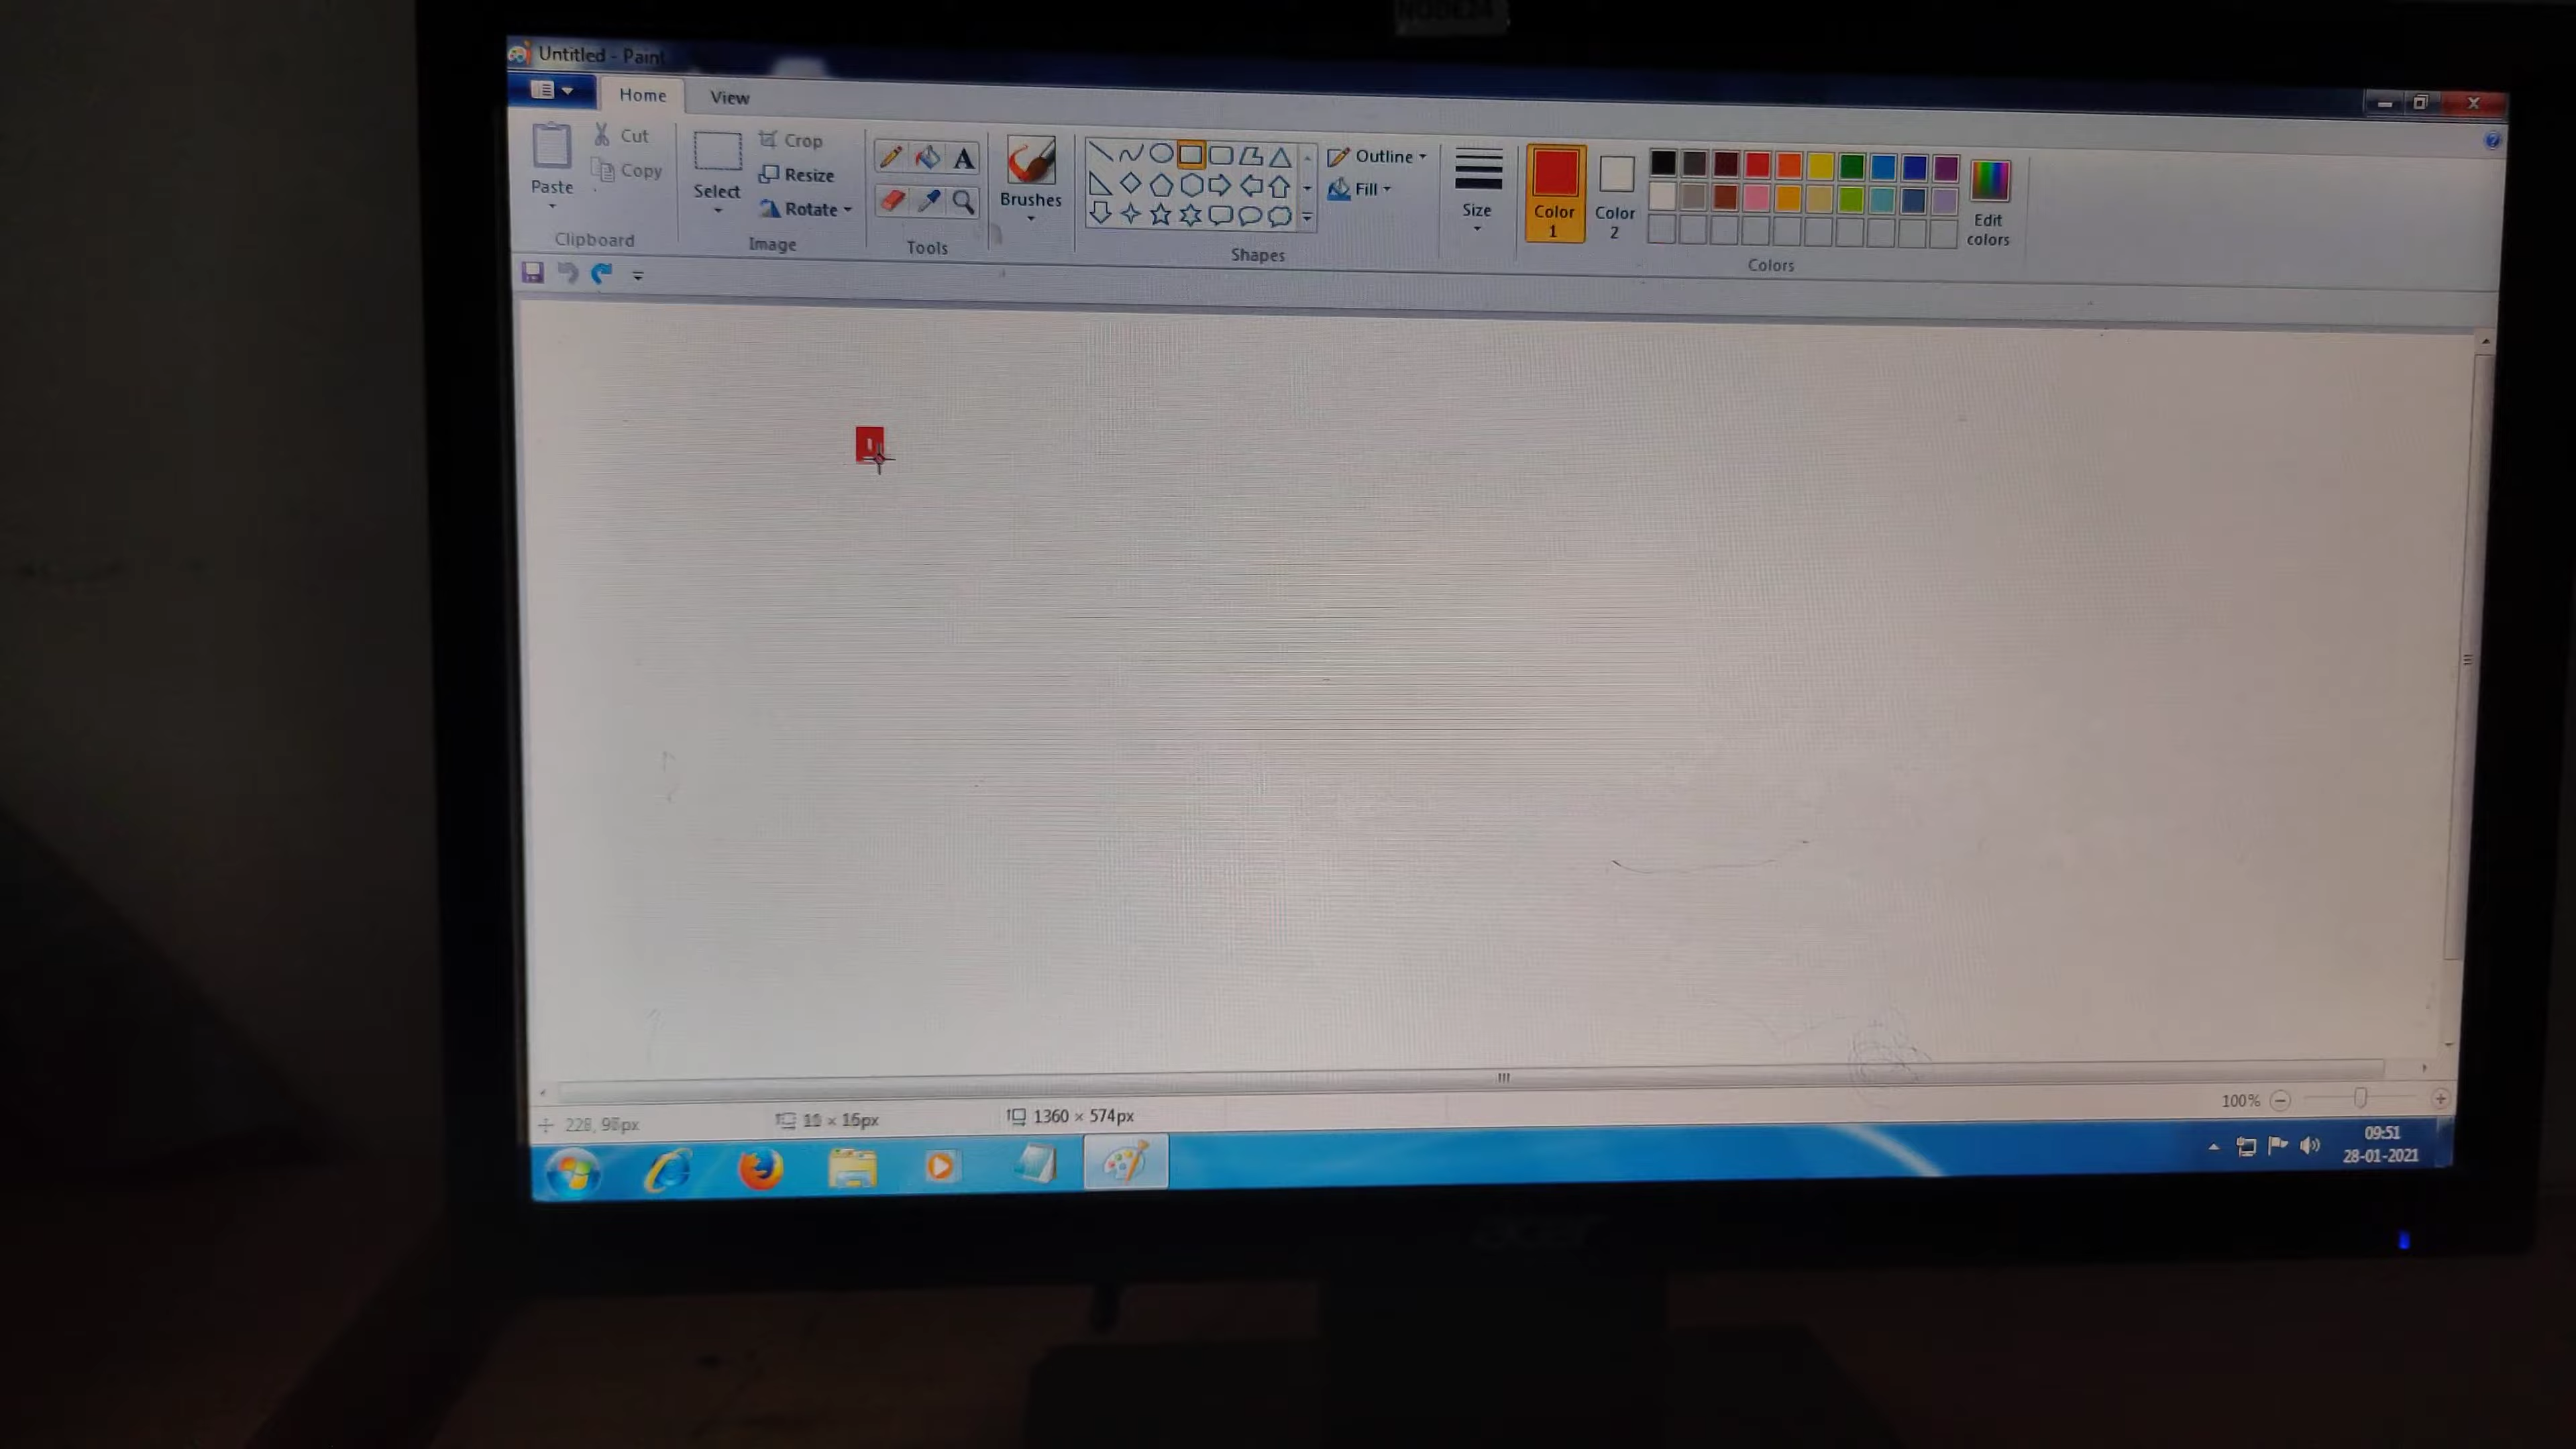 Untitled - Paint
Home View
Cut
Copy
Paste
Clipboard
Crop
Resize
Rotate
Select
Image
A
Tools
Brushes
Outline
Fill
Shapes
Size
Color 1
Color 2
Edit colors
Colors
1360 × 574px
100%
09:51
28-01-2021